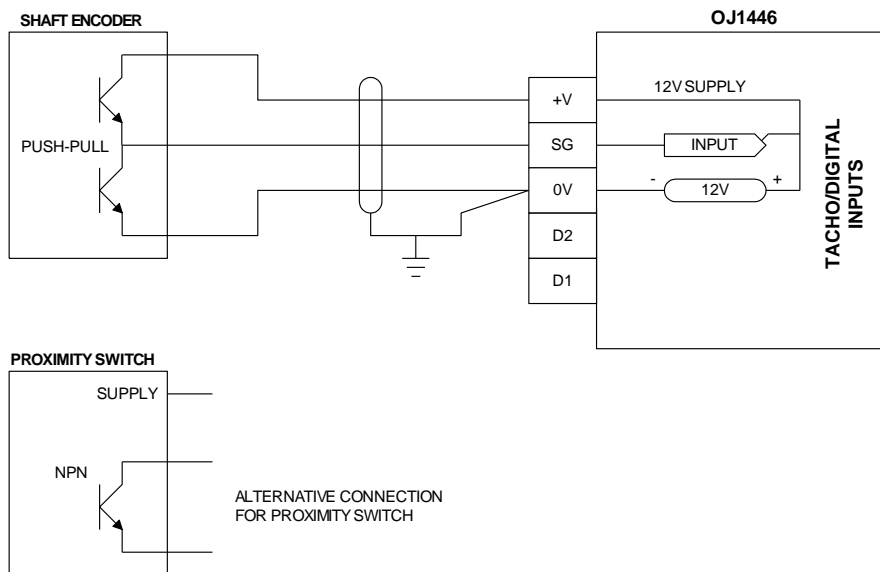 SHAFT ENCODER
OJ1446
PUSH-PULL
+V
SG
0V
D2
D1
12V SUPPLY
INPUT
- 12V +
TACHO/DIGITAL
INPUTS
PROXIMITY SWITCH
SUPPLY
NPN
ALTERNATIVE CONNECTION
FOR PROXIMITY SWITCH